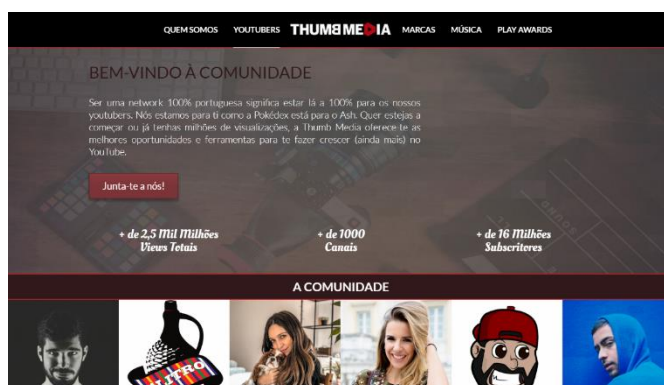 QUEM SOMOS YOUTUBERS THUMBMEDIA MARCAS MÚSICA PLAY AWARDS
BEM-VINDO À COMUNIDADE
Ser uma network 100% portuguesa significa estar lá a 100% para os nossos
youtubers. Nós estamos para ti como a Pokédex está para o Ash. Quer estejas a
começar ou já tenhas milhões de visualizações, a Thumb Media oferece-te as
melhores oportunidades e ferramentas para te fazer crescer (ainda mais) no
YouTube.
Junta-te a nós!
+ de 2,5 Mil Milhões
Views Totais
+ de 1000
Canais
+ de 16 Milhões
Subscritores
A COMUNIDADE
LITRO